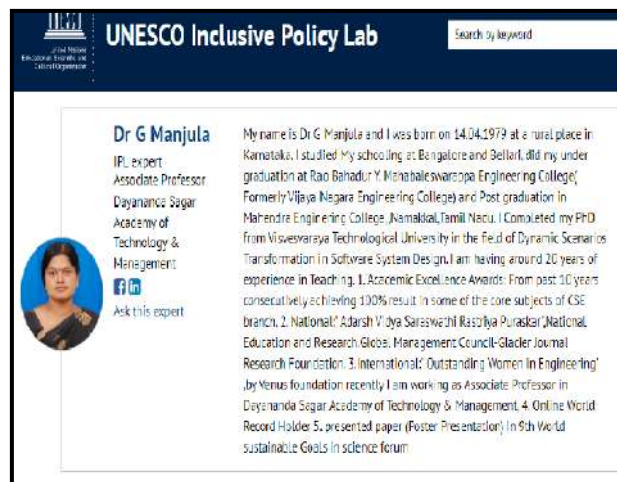 UNESCO Inclusive Policy Lab
Search by keyword
United Nations
Educational, Scientific and
Cultural Organization
Dr G Manjula
IPL expert
Associate Professor
Dayananda Sagar
Academy of
Technology &
Management
Ask this expert
My name is Dr G Manjula and I was born on 14.04.1979 at a rural place in
Karnataka. I studied My schooling at Bangalore and Bellari, did my under
graduation at Rao Bahadur Y. Mahabaleswarappa Engineering College(
Formerly Vijaya Nagara Engineering College) and Post graduation in
Mahendra Enginering College ,Namakkal,Tamil Nadu. I Completed my PHD
from Visvesvaraya Technological University in the field of Dynamic Scenarios
Transformation in Software System Design. I am having around 20 years of
experience in Teaching. 1. Academic Excellence Awards: From past 10 years
consecutively achieving 100% result in some of the core subjects of CSE
branch. 2. National:" Adarsh Vidya Saraswathi Rastriya Puraskar",National
Education and Research, Global Management Council-Glacier Journal
Research Foundation. 3.International:" Outstanding Women in Engineering"
,by Venus foundation recently I am working as Associate Professor in
Dayananda Sagar Academy of Technology & Management. 4. Online World
Record Holder 5. presented paper (Poster Presentation) in 9th World
sustainable Goals in science forum